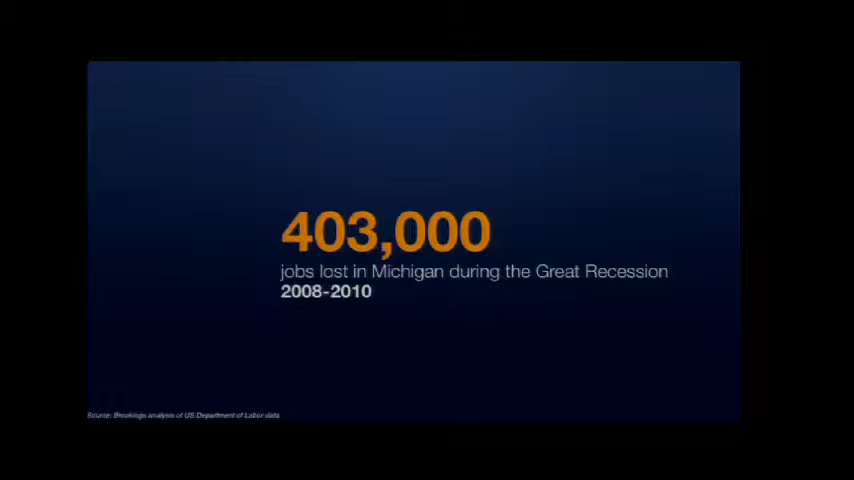 403,000
jobs lost in Michigan during the Great Recession
2008-2010
Source: Brookings analysis of US Department of Labor data